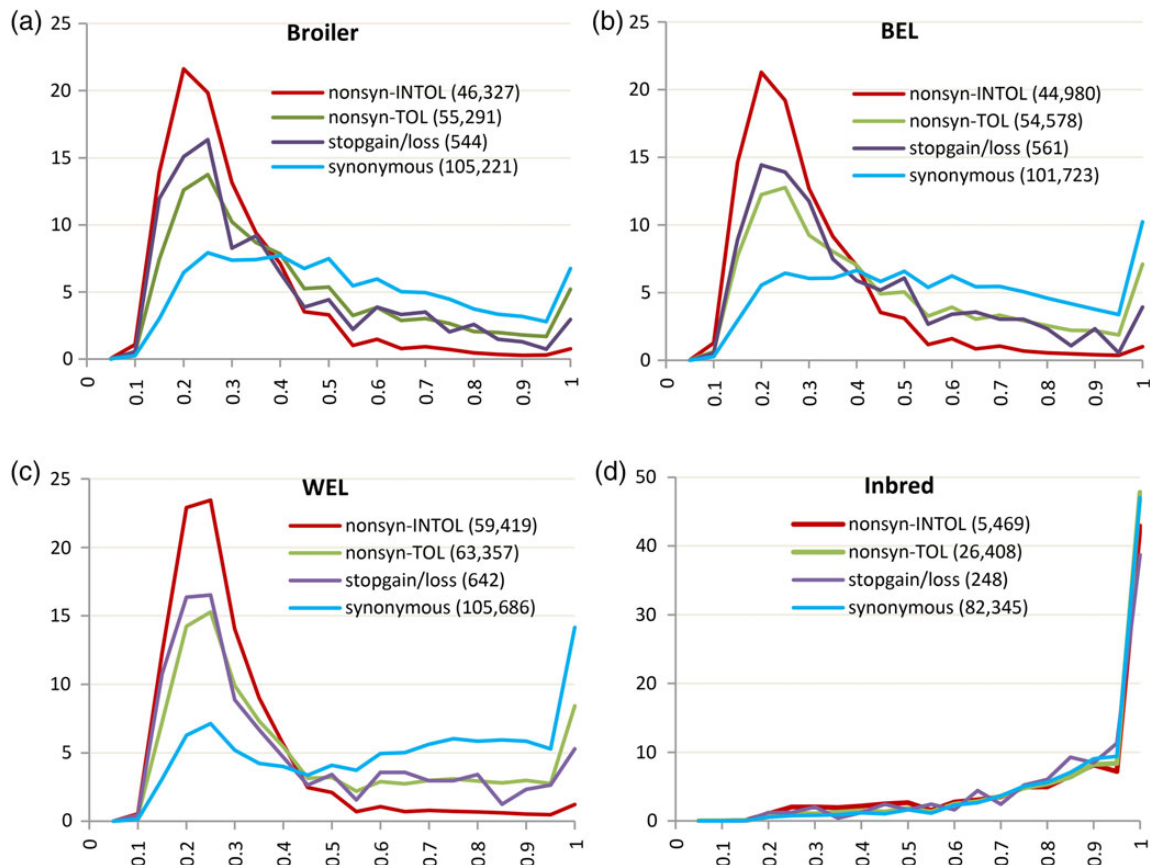 (a)
Broiler
25
20
15
10
5
0
nonsyn-INTOL (46,327)
nonsyn-TOL (55,291)
stopgain/loss (544)
synonymous (105,221)
0
0.1
0.2
0.3
0.4
0.5
0.6
0.7
0.8
0.9
1
(b)
BEL
25
20
15
10
5
0
nonsyn-INTOL (44,980)
nonsyn-TOL (54,578)
stopgain/loss (561)
synonymous (101,723)
0
0.1
0.2
0.3
0.4
0.5
0.6
0.7
0.8
0.9
1
(c)
WEL
25
20
15
10
5
0
nonsyn-INTOL (59,419)
nonsyn-TOL (63,357)
stopgain/loss (642)
synonymous (105,686)
0
0.1
0.2
0.3
0.4
0.5
0.6
0.7
0.8
0.9
1
(d)
Inbred
50
40
30
20
10
0
nonsyn-INTOL (5,469)
nonsyn-TOL (26,408)
stopgain/loss (248)
synonymous (82,345)
0
0.1
0.2
0.3
0.4
0.5
0.6
0.7
0.8
0.9
1